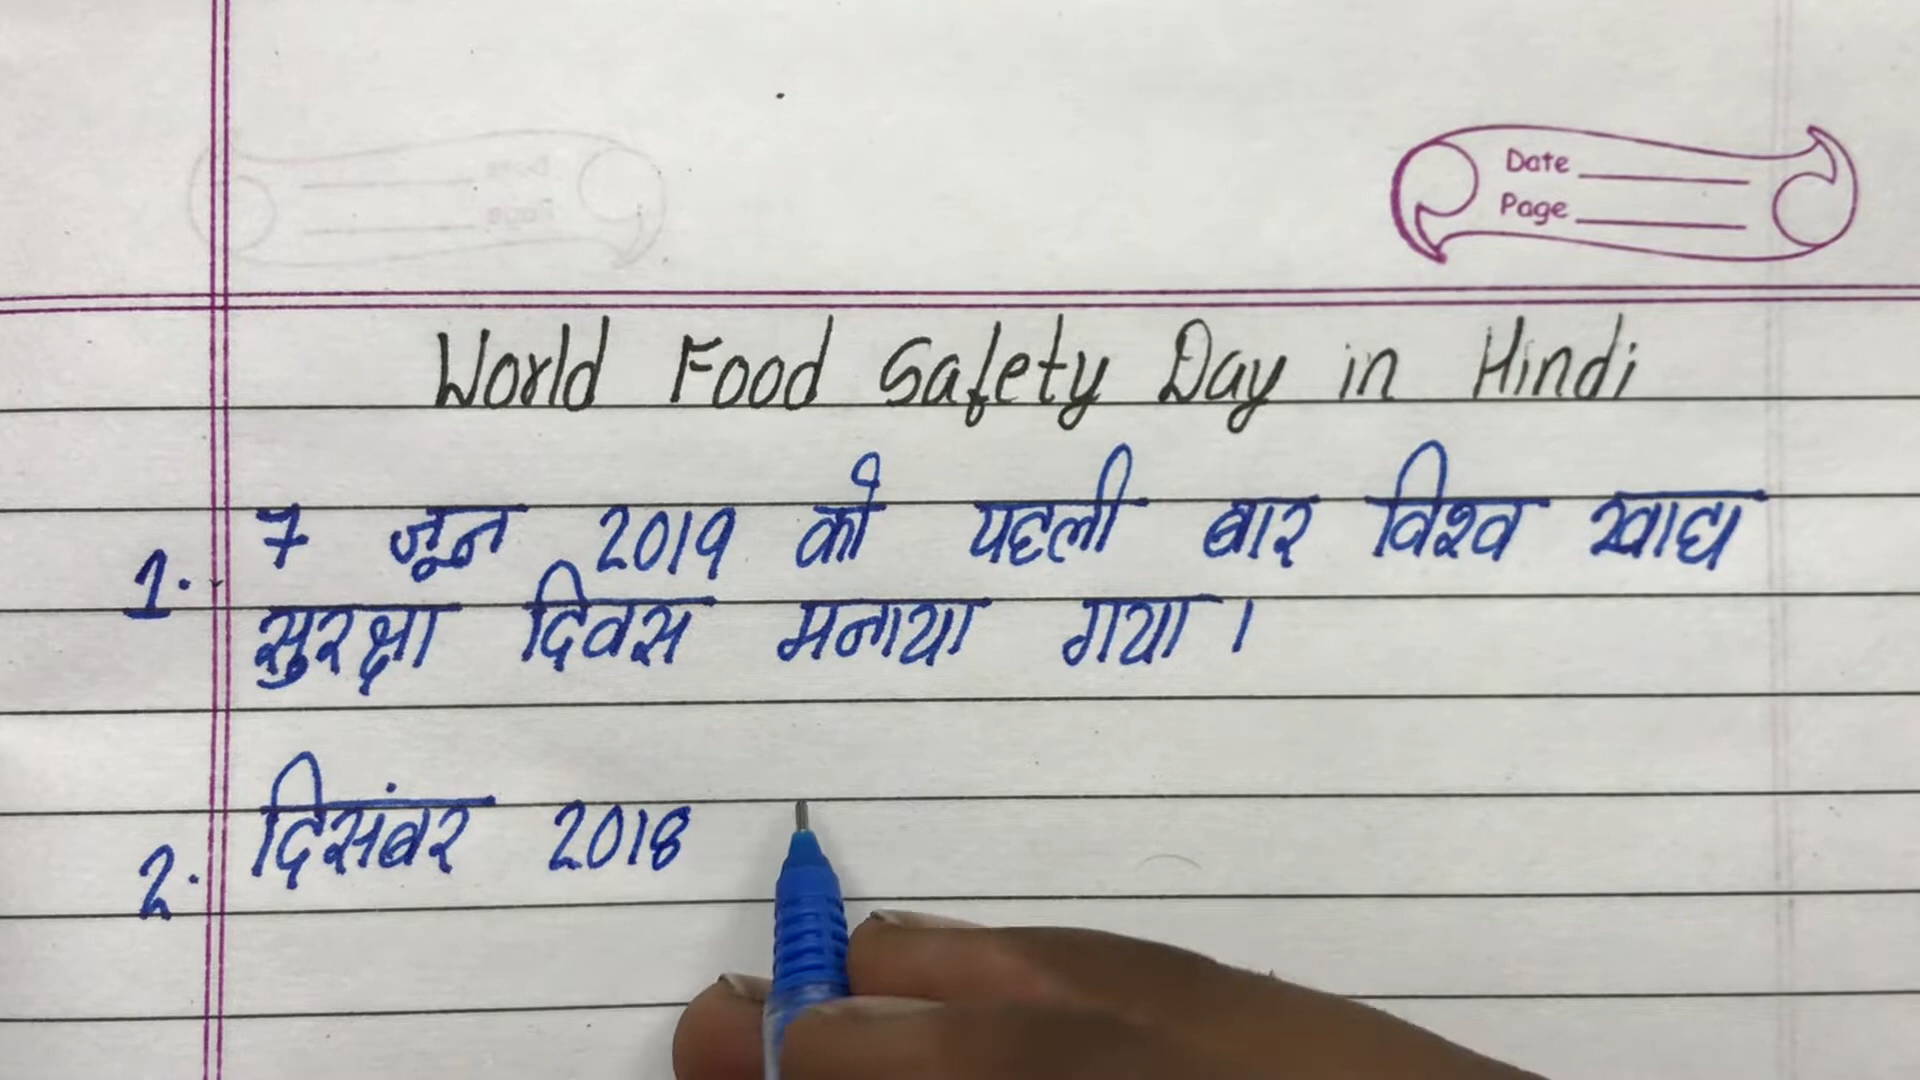 Date
Page
World Food Safety Day in Hindi
1. 7 जून 2019 को पहली बार विश्व खाद्य
सुरक्षा दिवस मनाया गया।
2. दिसंबर 2018